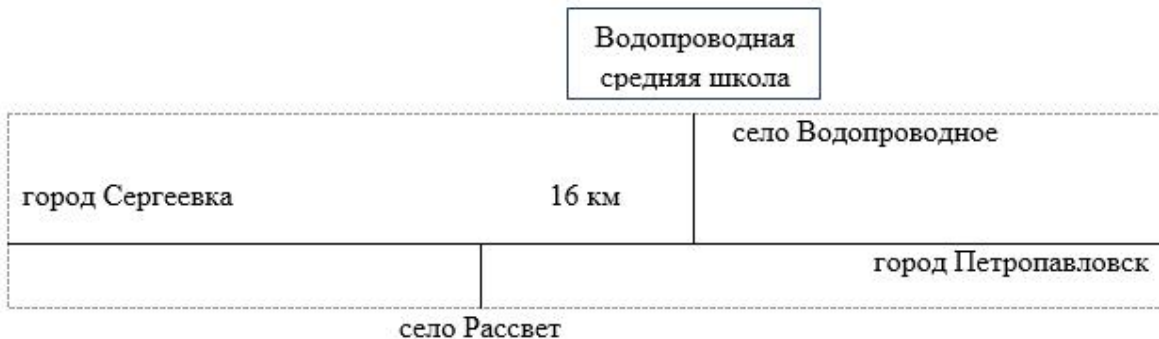 Водопроводная
средняя школа
село Водопроводное
город Сергеевка
16 км
город Петропавловск
село Рассвет